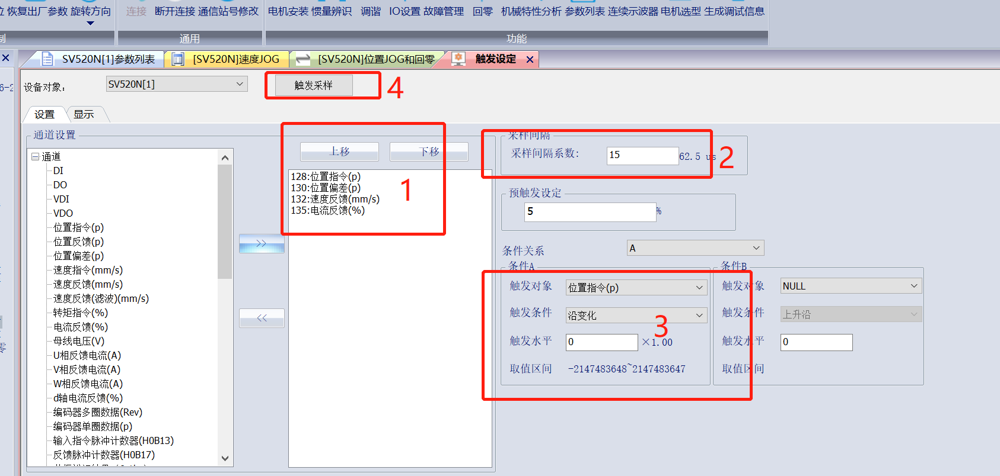 位 恢复出厂参数 旋转方向 连接 断开连接 通信站号修改 电机安装 惯量辨识 调谐 IO设置 故障管理 回零 机械特性分析 参数列表 连续示波器 电机选型 生成调试信息
制 通用 功能
SV520N[1]参数列表 [SV520N]速度JOG [SV520N]位置JOG和回零 触发设定
设备对象： SV520N[1] 触发采样 4
6-2
设置 显示
通道设置
上移 下移
1
128:位置指令(p)
130:位置偏差(p)
132:速度反馈(mm/s)
135:电流反馈(%)
>>
<<
通道
DI
DO
VDI
VDO
位置指令(p)
位置反馈(p)
位置偏差(p)
速度指令(mm/s)
速度反馈(mm/s)
速度反馈(滤波)(mm/s)
转矩指令(%)
电流反馈(%)
母线电压(V)
U相反馈电流(A)
V相反馈电流(A)
W相反馈电流(A)
d轴电流反馈(%)
编码器多圈数据(Rev)
编码器单圈数据(p)
输入指令脉冲计数器(H0B13)
反馈脉冲计数器(H0B17)
零
采样间隔
采样间隔系数： 15 62.5 us 2
预触发设定
5 %
条件关系 A
条件A
触发对象 位置指令(p)
触发条件 沿变化
3
触发水平 0 ×1.00
取值区间 -2147483648~2147483647
条件B
触发对象 NULL
触发条件 上升沿
触发水平 0
取值区间